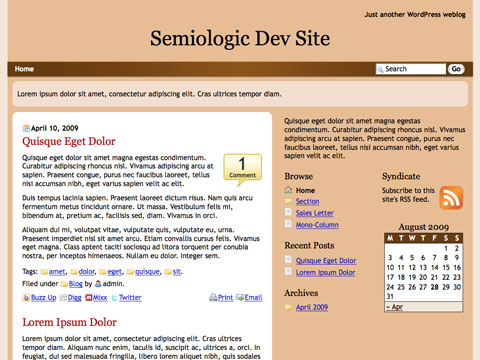 Just another WordPress weblog
Semiologic Dev Site
Home
Search
Go
Lorem ipsum dolor sit amet, consectetur adipiscing elit. Cras ultrices tempor diam.
April 10, 2009
Quisque Eget Dolor
Quisque eget dolor sit amet magna egestas condimentum.
Curabitur adipiscing rhoncus nisl. Vivamus adipiscing arcu at
sapien. Praesent congue, purus nec faucibus laoreet, tellus
nisi accumsan nibh, eget varius sapien velit ac elit.
1
Comment
Duis tempus lacinia sapien. Praesent laoreet dictum risus. Nam quis arcu
fermentum metus tincidunt ornare. Ut massa. Vestibulum felis mi,
bibendum at, pretium ac, facilisis sed, diam. Vivamus in orci.
Aliquam dui mi, volutpat vitae, vulputate quis, vulputate eu, urna.
Praesent imperdiet nisi sit amet arcu. Etiam convallis cursus felis. Vivamus
eget magna. Class aptent taciti sociosqu ad litora torquent per conubia
nostra, per inceptos himenaeos. Nullam eu dolor. Integer sem.
Tags: amet, dolor, eget, quisque, sit.
Filed under Blog by admin.
Buzz Up Digg Mixx Twitter Print Email
Lorem Ipsum Dolor
Lorem ipsum dolor sit amet, consectetur adipiscing elit. Cras ultrices tempor
diam. Aliquam nunc enim, iaculis id, suscipit ac, ultrices a, orci. In
feugiat, dui sed malesuada fringilla, libero lorem aliquet nibh, quis sodales
Quisque eget dolor sit amet magna egestas condimentum.
Curabitur adipiscing rhoncus nisl. Vivamus adipiscing arcu at sapien. Praesent congue, purus nec faucibus laoreet, tellus nisi accumsan nibh, eget varius sapien velit ac elit.
Browse
Home
Section
Sales Letter
Mono-Column
Recent Posts
Quisque Eget Dolor
Lorem Ipsum Dolor
Archives
April 2009
Syndicate
Subscribe to this
site's RSS feed.
August 2009
M T W T F S S
1 2
3 4 5 6 7 8 9
10 11 12 13 14 15 16
17 18 19 20 21 22 23
24 25 26 27 28 29 30
31
« Apr